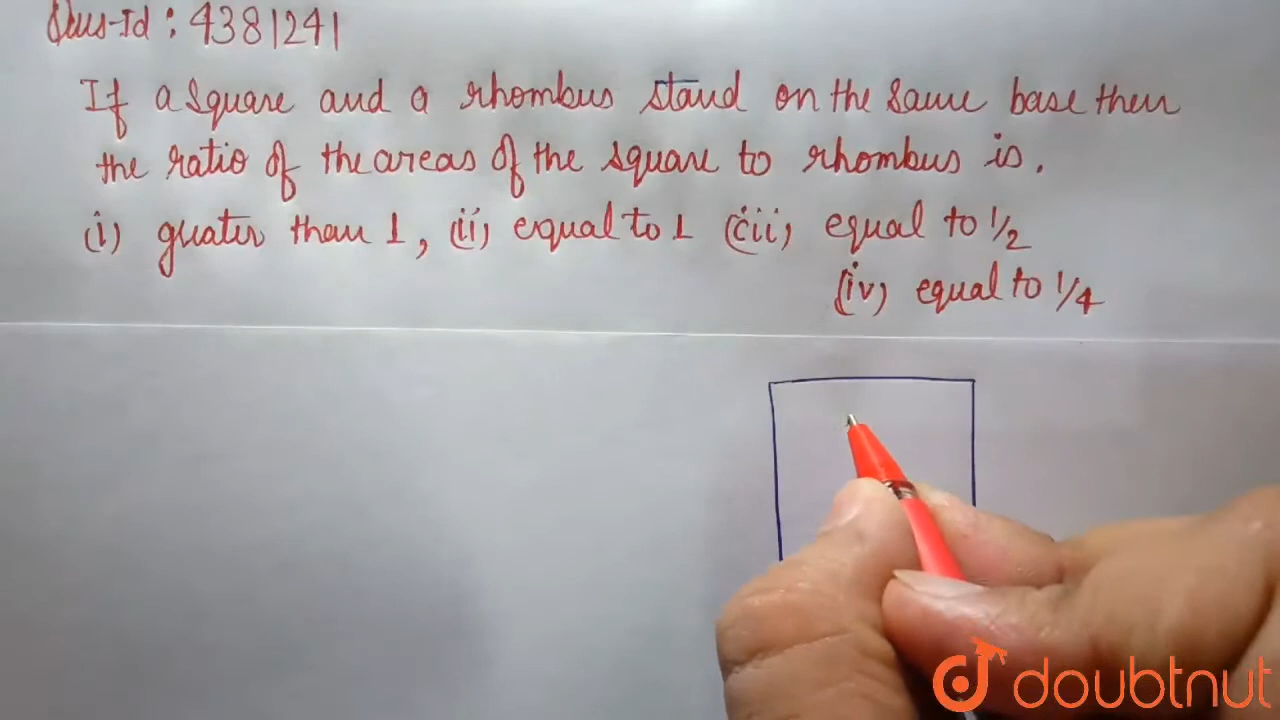 Qus-Id : 4381241
If a square and a rhombus stand on the same base then
the ratio of the areas of the square to rhombus is.
(i) greater than 1, (ii) equal to 1 (iii) equal to 1/2
(iv) equal to 1/4
doubtnut